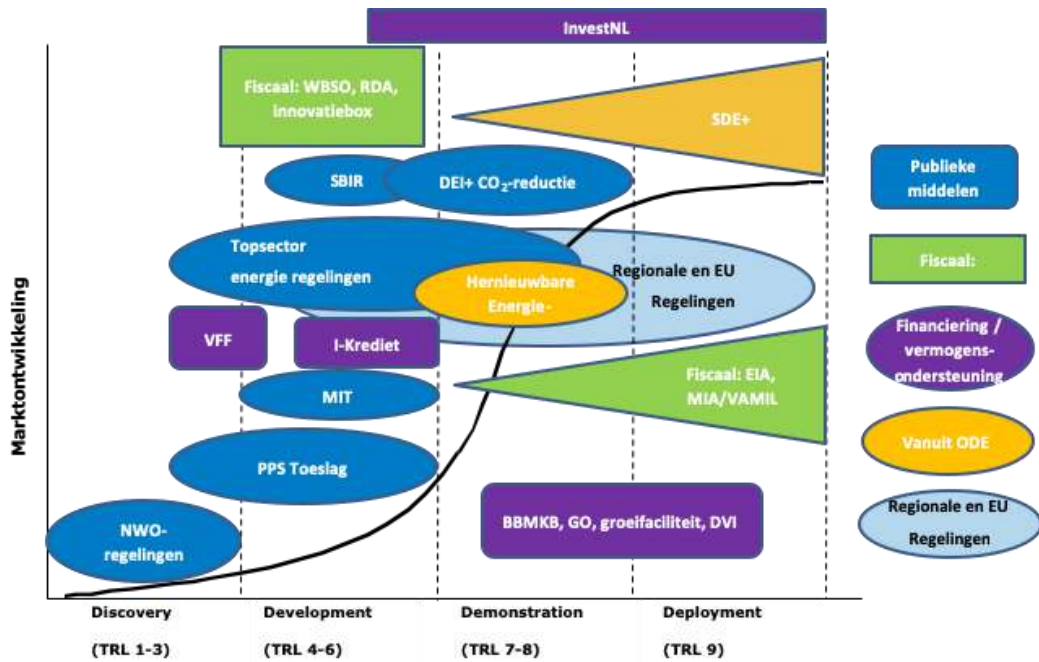 InvestNL
Fiscaal: WBSO, RDA,
innovatiebox
SDE+
SBIR
DEI+ CO₂-reductie
Topsector
energie regelingen
Hernieuwbare
Energie-
Regionale en EU
Regelingen
VFF
I-Krediet
MIT
Fiscaal: EIA,
MIA/VAMIL
PPS Toeslag
BBMKB, GO, groeifaciliteit, DVI
NWO-
regelingen
Marktontwikkeling
Discovery
(TRL 1-3)
Development
(TRL 4-6)
Demonstration
(TRL 7-8)
Deployment
(TRL 9)
Publieke
middelen
Fiscaal:
Financiering /
vermogens-
ondersteuning
Vanuit ODE
Regionale en EU
Regelingen